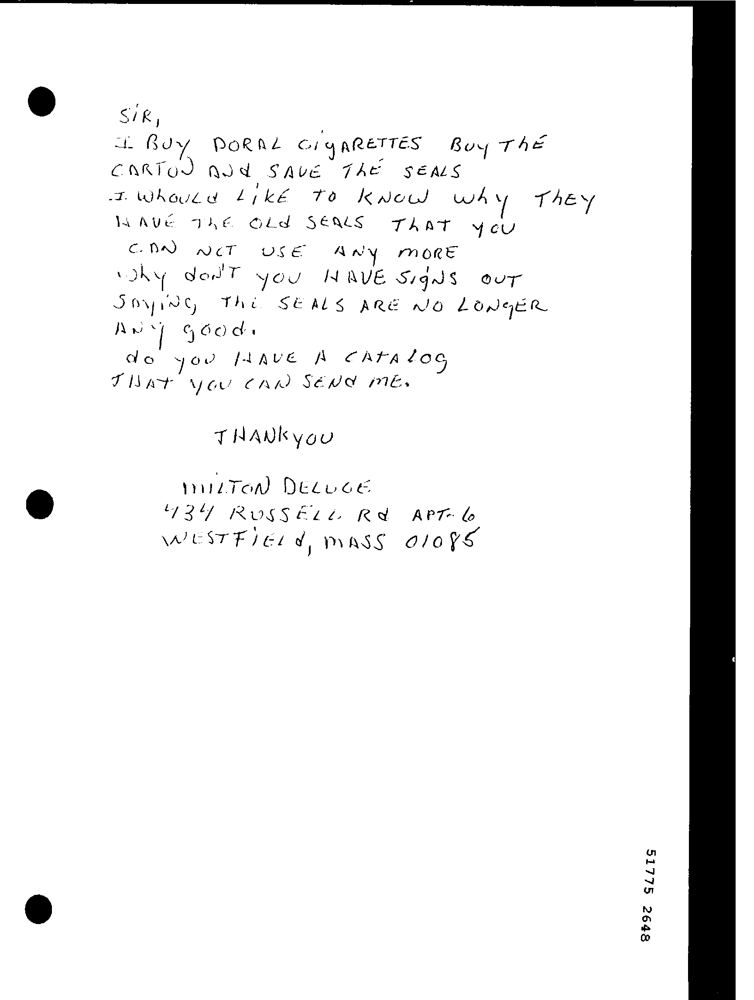 SIR,
I BUY DORAL CIGARETTES BUY THE
CARTON AND SAVE THE SEALS
I WHOULD LIKE TO KNOW WHY THEY
HAVE THE OLD SEALS THAT YOU
CAN NOT USE ANY MORE
WHY DON'T YOU HAVE SIGNS OUT
SAYING THE SEALS ARE NO LONGER
ANY GOOD.
DO YOU HAVE A CATALOG
THAT YOU CAN SEND ME.
THANKYOU
MILTON DELUGE
434 RUSSELL Rd APT-6
WESTFIELD, MASS 01085
51775 2648